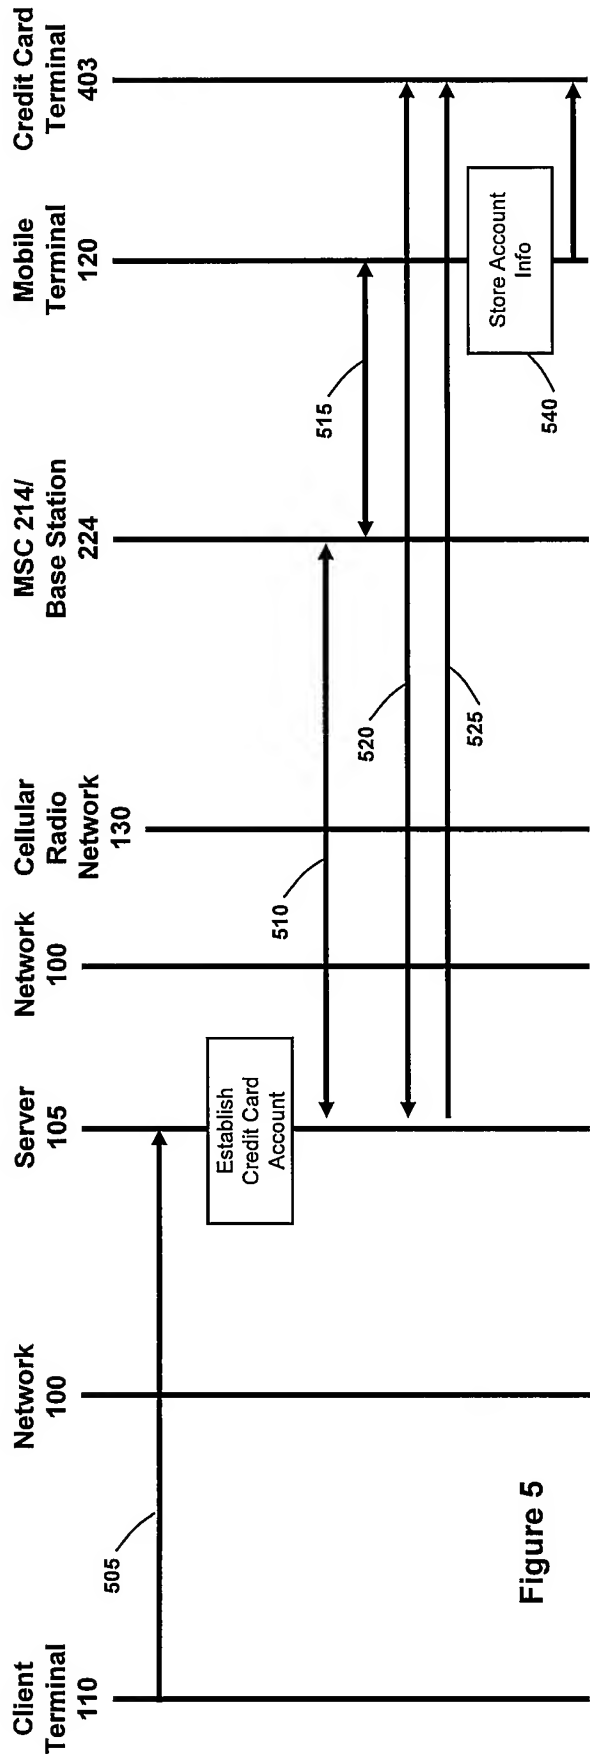 Client
Terminal
110
Network
100
Server
105
Network
100
Cellular
Radio
Network
130
MSC 214/
Base Station
224
Mobile
Terminal
120
Credit Card
Terminal
403
505
Establish
Credit Card
Account
510
515
520
525
Store Account
Info
540
Figure 5